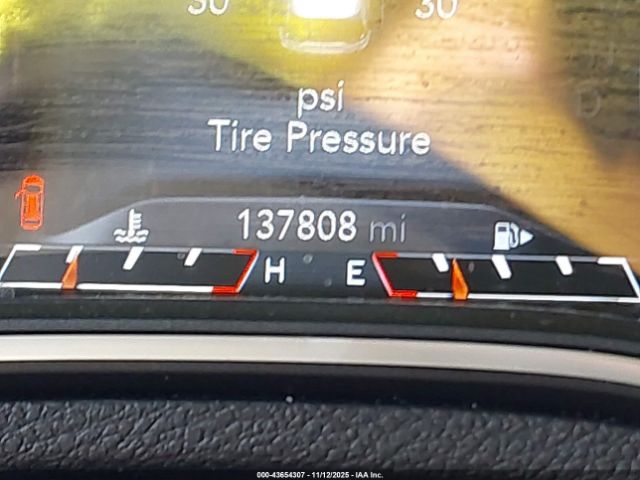 30 30
psi
Tire Pressure
137808 mi
H E
000-43654307 - 11/12/2025 - IAA Inc.